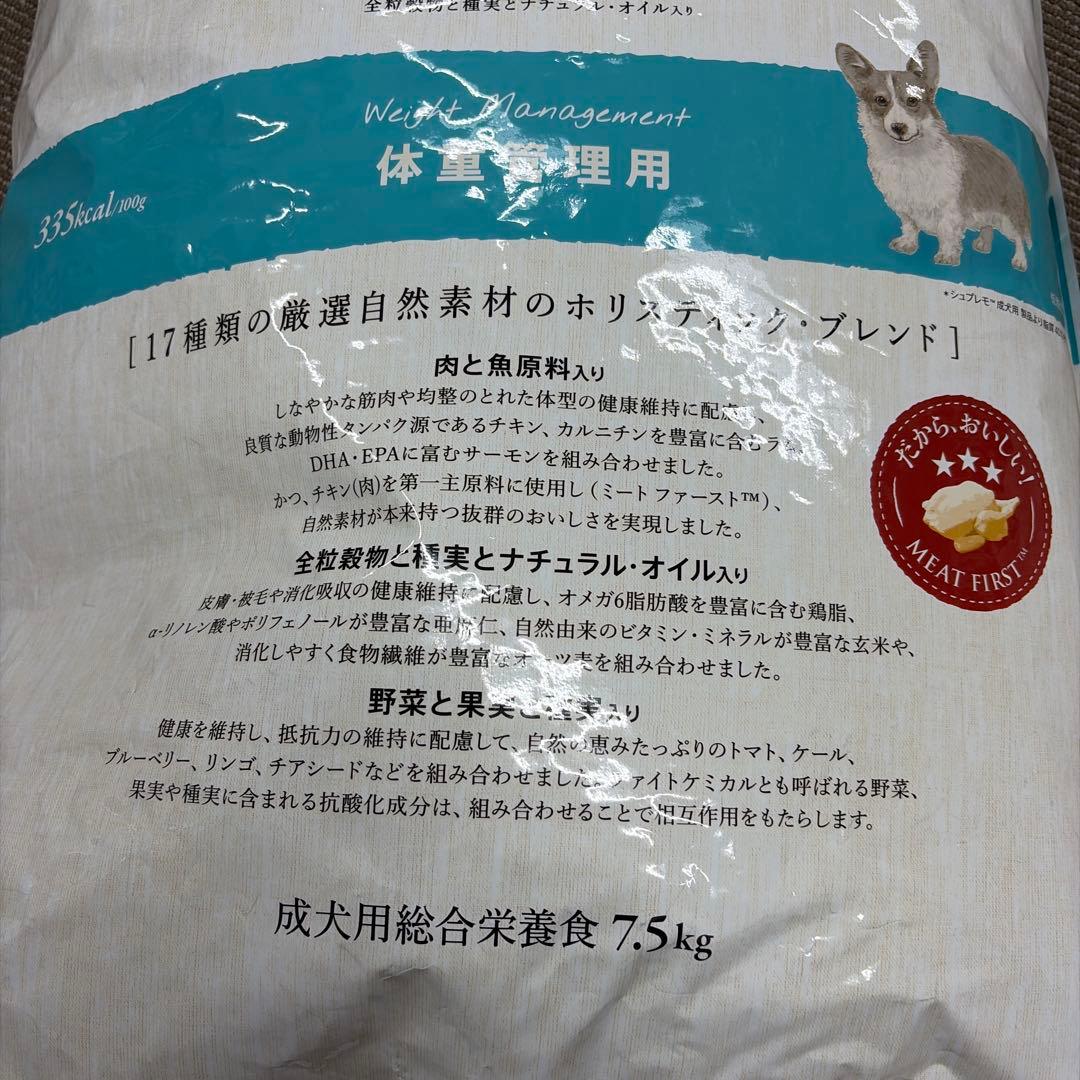 全粒穀物と種実とナチュラル・オイル入り
Weight Management
体重管理用
335kcal/100g
*シュプレモ™成犬用 製品より脂質
[17種類の厳選自然素材のホリスティック・ブレンド]
肉と魚原料入り
しなやかな筋肉や均整のとれた体型の健康維持に配慮、
良質な動物性タンパク源であるチキン、カルニチンを豊富に含むラム、
DHA・EPAに富むサーモンを組み合わせました。
かつ、チキン(肉)を第一主原料に使用し(ミートファースト™)、
自然素材が本来持つ抜群のおいしさを実現しました。
だから、おいしい!
MEAT FIRST™
全粒穀物と種実とナチュラル・オイル入り
皮膚・被毛や消化吸収の健康維持に配慮し、オメガ6脂肪酸を豊富に含む鶏脂、
α-リノレン酸やポリフェノールが豊富な亜麻仁、自然由来のビタミン・ミネラルが豊富な玄米や、
消化しやすく食物繊維が豊富なオーツ麦を組み合わせました。
野菜と果実と種実入り
健康を維持し、抵抗力の維持に配慮して、自然の恵みたっぷりのトマト、ケール、
ブルーベリー、リンゴ、チアシードなどを組み合わせました。ファイトケミカルとも呼ばれる野菜、
果実や種実に含まれる抗酸化成分は、組み合わせることで相互作用をもたらします。
成犬用総合栄養食 7.5kg